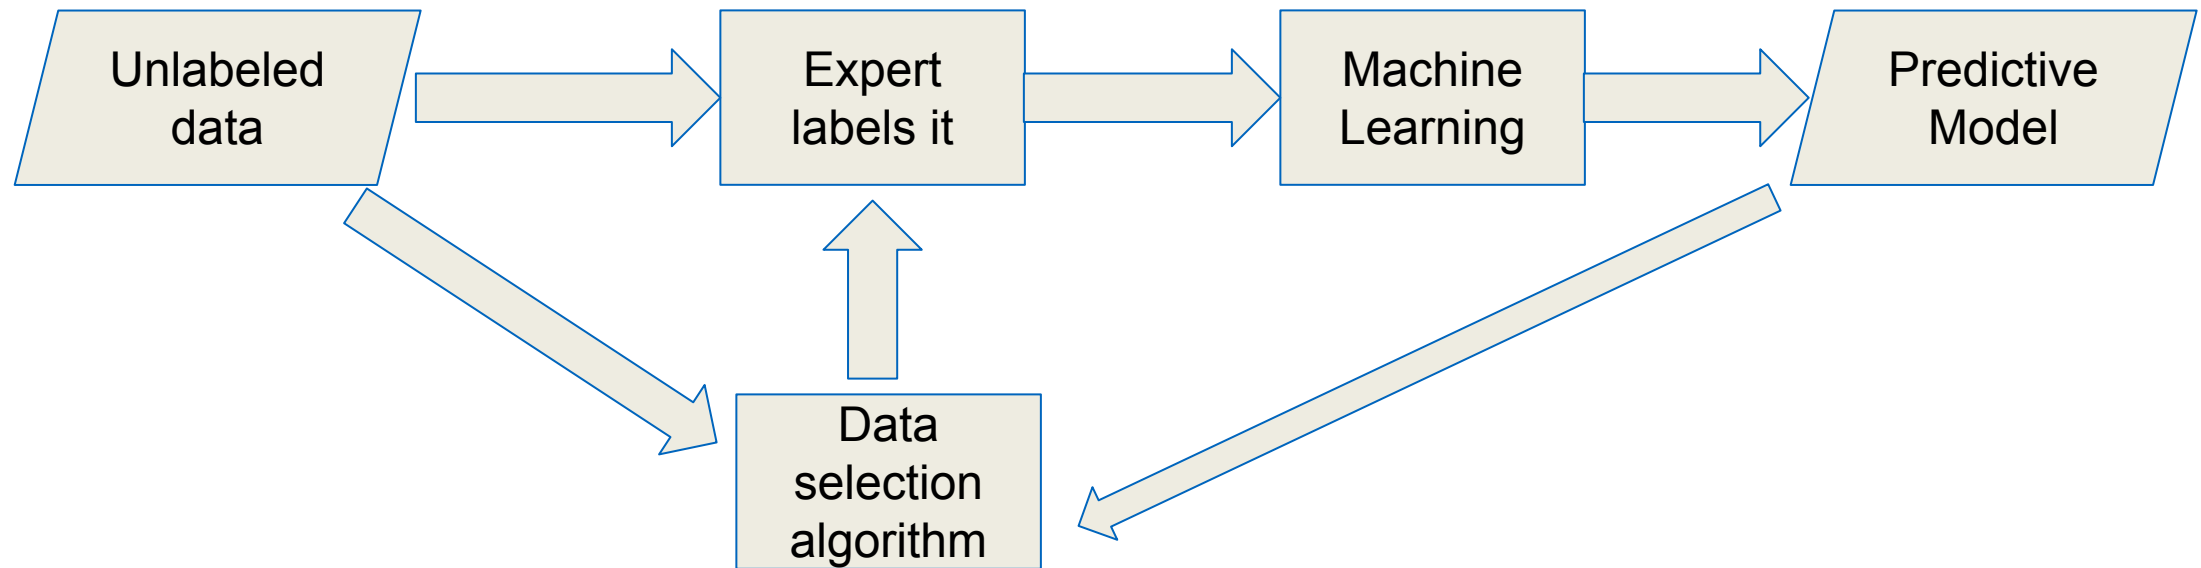 Unlabeled
data
Expert
labels it
Machine
Learning
Predictive
Model
Data
selection
algorithm